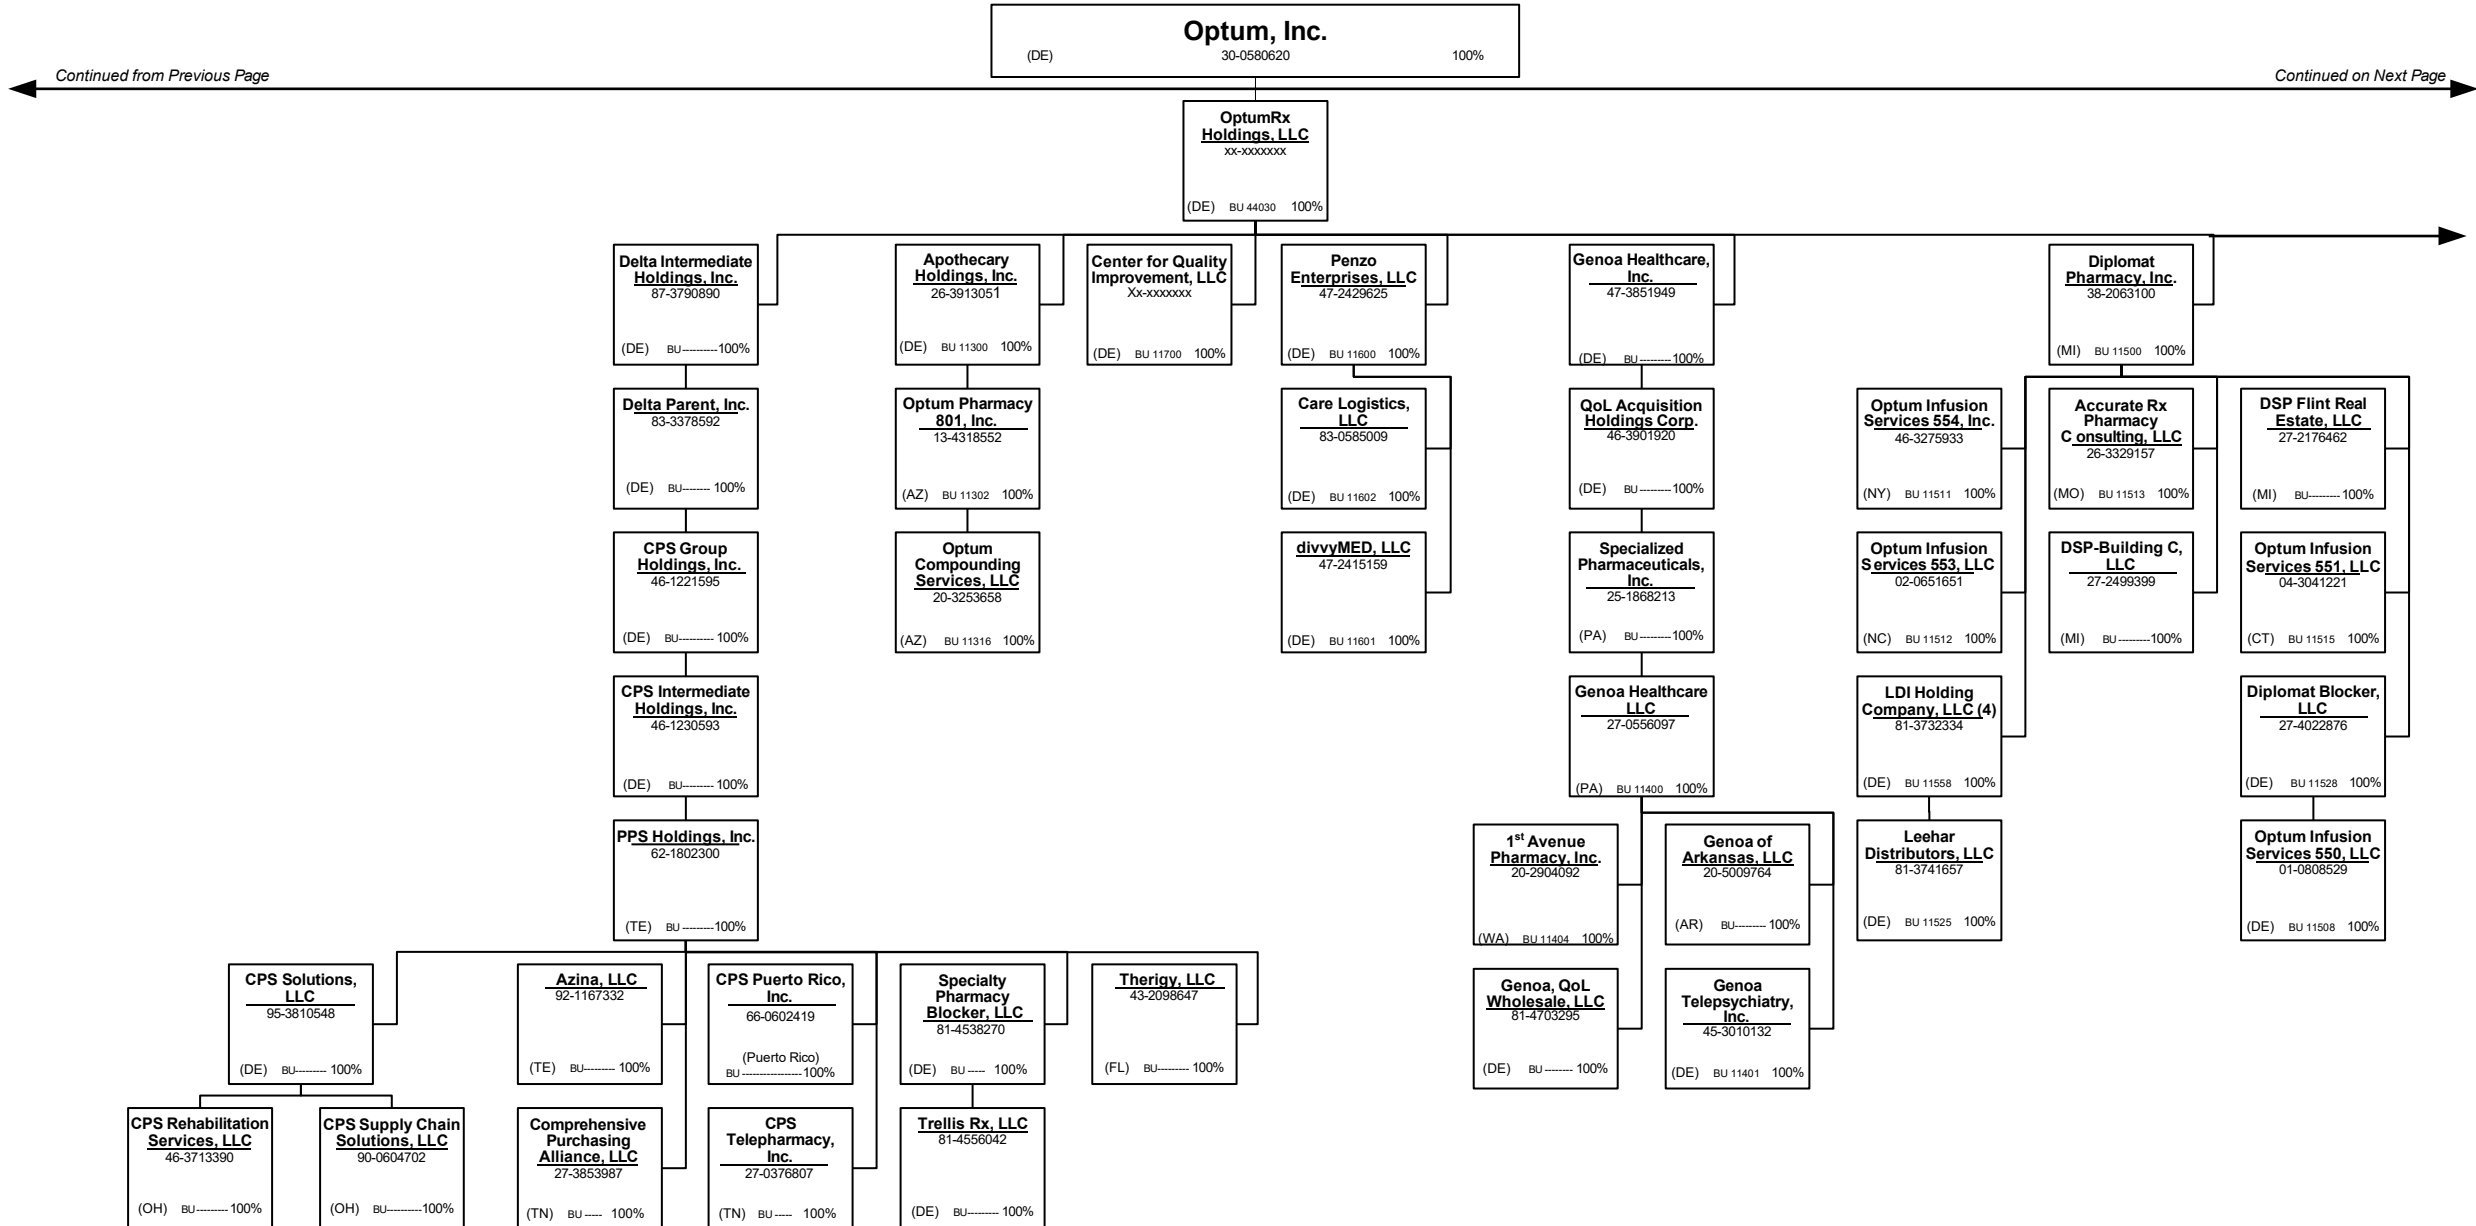 Optum, Inc.
(DE) 30-0580620 100%
Continued from Previous Page
Continued on Next Page
OptumRx
Holdings, LLC
xx-xxxxxxx
(DE) BU 44030 100%
Delta Intermediate
Holdings, Inc.
87-3790890
(DE) BU----------100%
Apothecary
Holdings, Inc.
26-3913051
(DE) BU 11300 100%
Center for Quality
Improvement, LLC
Xx-xxxxxxx
(DE) BU 11700 100%
Penzo
Enterprises, LLC
47-2429625
(DE) BU 11600 100%
Genoa Healthcare,
Inc.
47-3851949
(DE) BU---------100%
Diplomat
Pharmacy, Inc.
38-2063100
(MI) BU 11500 100%
Delta Parent, Inc.
83-3378592
(DE) BU-------- 100%
Optum Pharmacy
801, Inc.
13-4318552
(AZ) BU 11302 100%
Care Logistics,
LLC
83-0585009
(DE) BU 11602 100%
QoL Acquisition
Holdings Corp.
46-3901920
(DE) BU---------100%
Optum Infusion
Services 554, Inc.
46-3275933
(NY) BU 11511 100%
Accurate Rx
Pharmacy
C onsulting, LLC
26-3329157
(MO) BU 11513 100%
DSP Flint Real
Estate, LLC
27-2176462
(MI) BU--------- 100%
CPS Group
Holdings, Inc.
46-1221595
(DE) BU---------- 100%
Optum
Compounding
Services, LLC
20-3253658
(AZ) BU 11316 100%
divvyMED, LLC
47-2415159
(DE) BU 11601 100%
Specialized
Pharmaceuticals,
Inc.
25-1868213
(PA) BU---------100%
Optum Infusion
Services 553, LLC
02-0651651
(NC) BU 11512 100%
DSP-Building C,
LLC
27-2499399
(MI) BU ---------100%
Optum Infusion
Services 551, LLC
04-3041221
(CT) BU 11515 100%
CPS Intermediate
Holdings, Inc.
46-1230593
(DE) BU--------- 100%
Genoa Healthcare
LLC
27-0556097
(PA) BU 11400 100%
LDI Holding
Company, LLC (4)
81-3732334
(DE) BU 11558 100%
Diplomat Blocker,
LLC
27-4022876
(DE) BU 11528 100%
PPS Holdings, Inc.
62-1802300
(TE) BU ---------100%
1st Avenue
Pharmacy, Inc.
20-2904092
(WA) BU 11404 100%
Genoa of
Arkansas, LLC
20-5009764
(AR) BU--------- 100%
Leehar
Distributors, LLC
81-3741657
(DE) BU 11525 100%
Optum Infusion
Services 550, LLC
01-0808529
(DE) BU 11508 100%
CPS Solutions,
LLC
95-3810548
(DE) BU--------- 100%
Azina, LLC
92-1167332
(TE) BU--------- 100%
CPS Puerto Rico,
Inc.
66-0602419
(Puerto Rico)
BU -----------------100%
Specialty
Pharmacy
Blocker, LLC
81-4538270
(DE) BU ----- 100%
Therigy, LLC
43-2098647
(FL) BU--------- 100%
Genoa, QoL
Wholesale, LLC
81-4703295
(DE) BU -------- 100%
Genoa
Telepsychiatry,
Inc.
45-3010132
(DE) BU 11401 100%
CPS Rehabilitation
Services, LLC
46-3713390
(OH) BU--------- 100%
CPS Supply Chain
Solutions, LLC
90-0604702
(OH) BU----------100%
Comprehensive
Purchasing
Alliance, LLC
27-3853987
(TN) BU ----- 100%
CPS
Telepharmacy,
Inc.
27-0376807
(TN) BU ----- 100%
Trellis Rx, LLC
81-4556042
(DE) BU--------- 100%